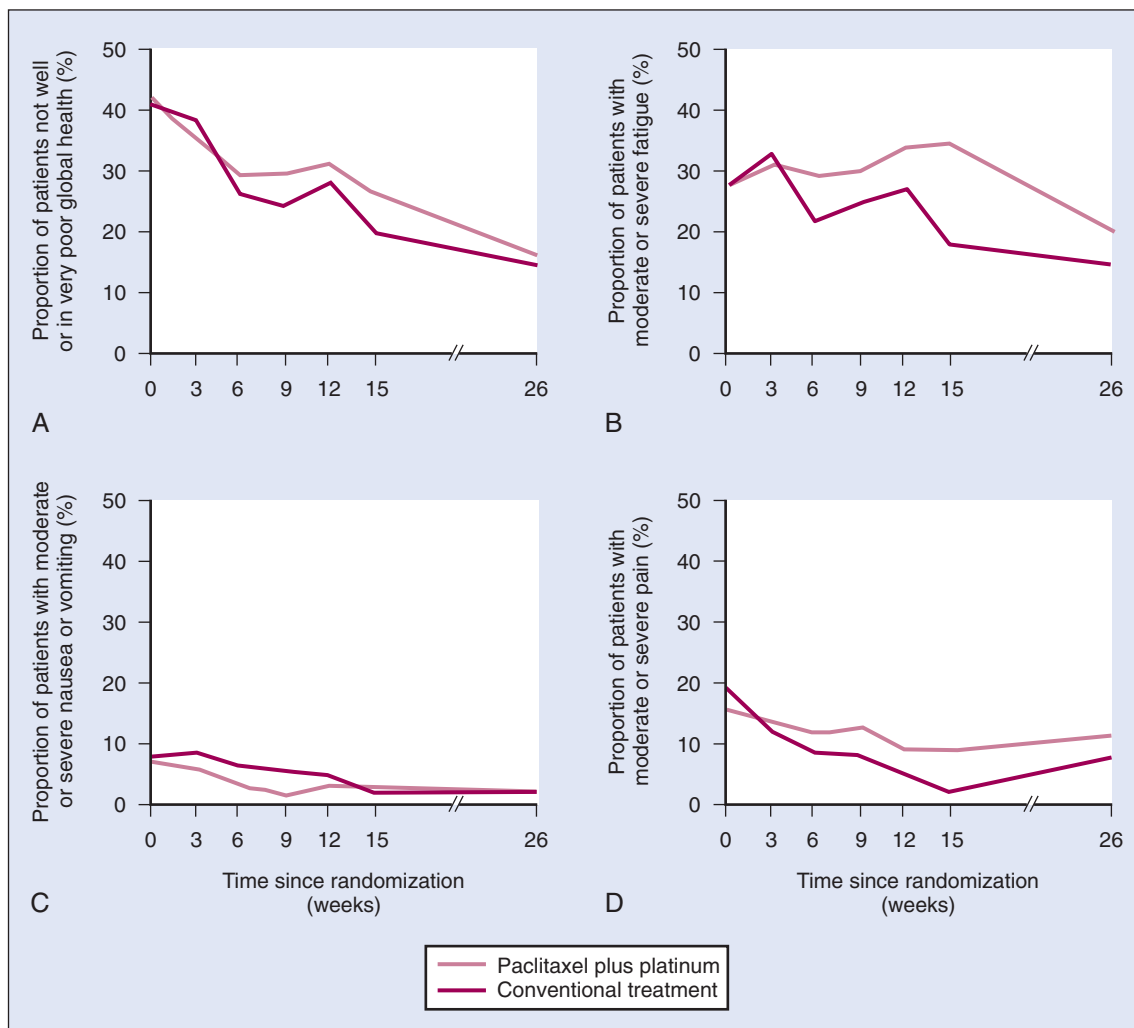 Proportion of patients not well
or in very poor global health (%)
50
40
30
20
10
0
0 3 6 9 12 15 26
A
Proportion of patients with
moderate or severe fatigue (%)
50
40
30
20
10
0
0 3 6 9 12 15 26
B
Proportion of patients with moderate
or severe nausea or vomiting (%)
50
40
30
20
10
0
0 3 6 9 12 15 26
Time since randomization
(weeks)
C
Proportion of patients with
moderate or severe pain (%)
50
40
30
20
10
0
0 3 6 9 12 15 26
Time since randomization
(weeks)
D
Paclitaxel plus platinum
Conventional treatment